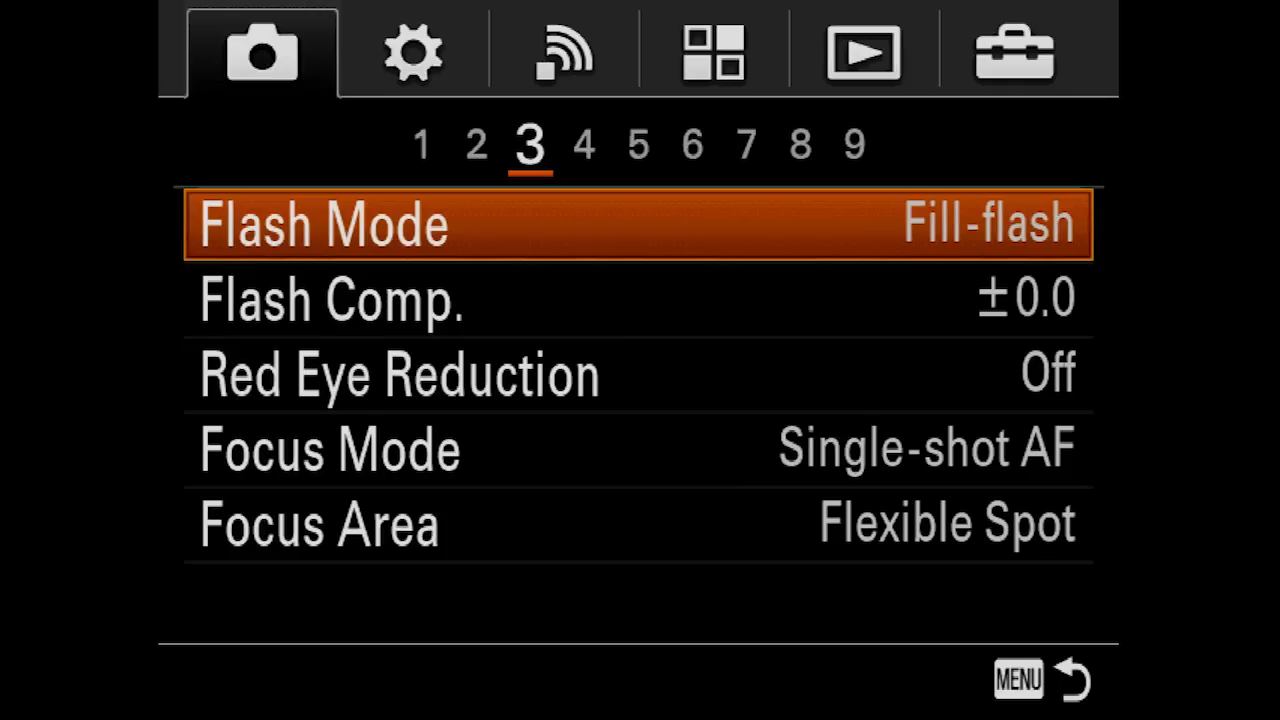 1 2 3 4 5 6 7 8 9
Flash Mode Fill-flash
Flash Comp. ±0.0
Red Eye Reduction Off
Focus Mode Single-shot AF
Focus Area Flexible Spot
MENU